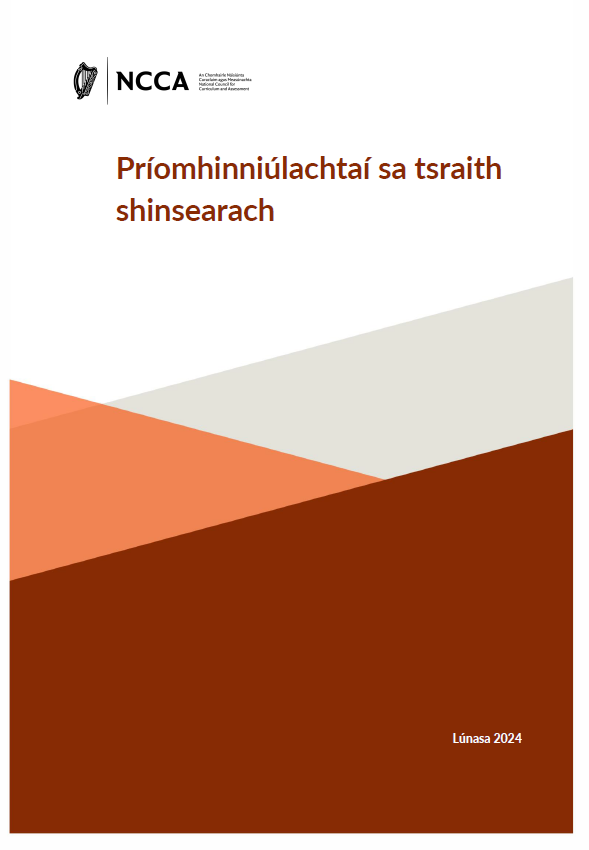 NCCA
An Chomhairle Náisiúnta
Curaclaim agus Measúnachta
National Council for
Curriculum and Assessment
Príomhinniúlachtaí sa tsraith
shinsearach
Lúnasa 2024